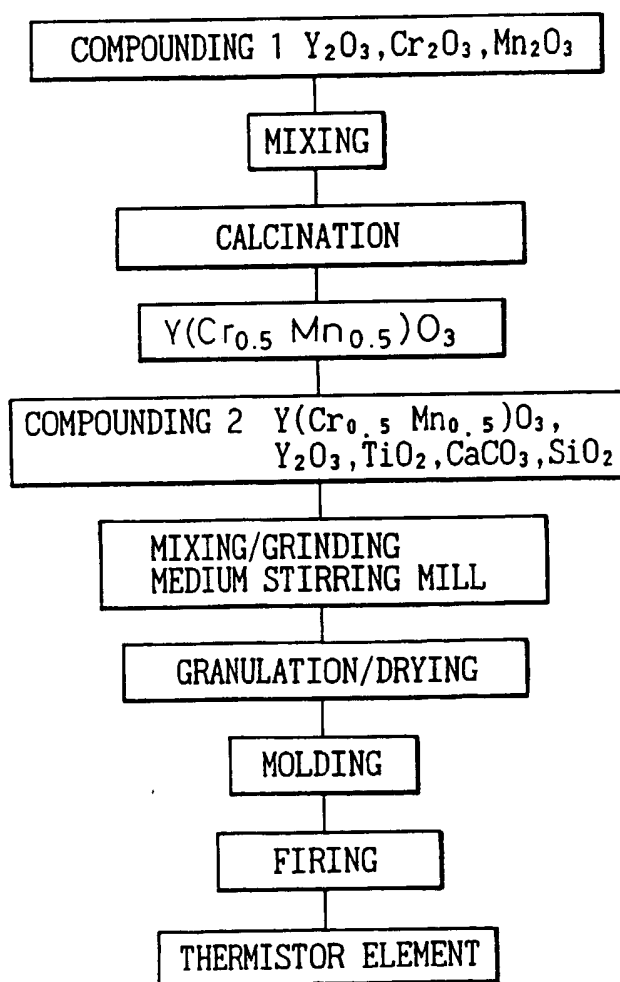 COMPOUNDING 1 Y₂O₃,Cr₂O₃,Mn₂O₃
MIXING
CALCINATION
Y(Cr₀.₅ Mn₀.₅)O₃
COMPOUNDING 2 Y(Cr₀.₅ Mn₀.₅)O₃,
Y₂O₃,TiO₂,CaCO₃,SiO₂
MIXING/GRINDING
MEDIUM STIRRING MILL
GRANULATION/DRYING
MOLDING
FIRING
THERMISTOR ELEMENT